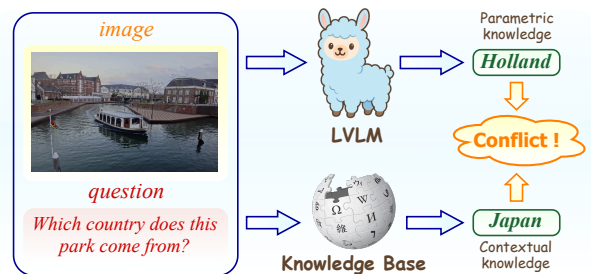 image
question
Which country does this
park come from?
LVLM
Knowledge Base
Ω
W
И
維
Parametric
knowledge
Holland
Conflict !
Japan
Contextual
knowledge